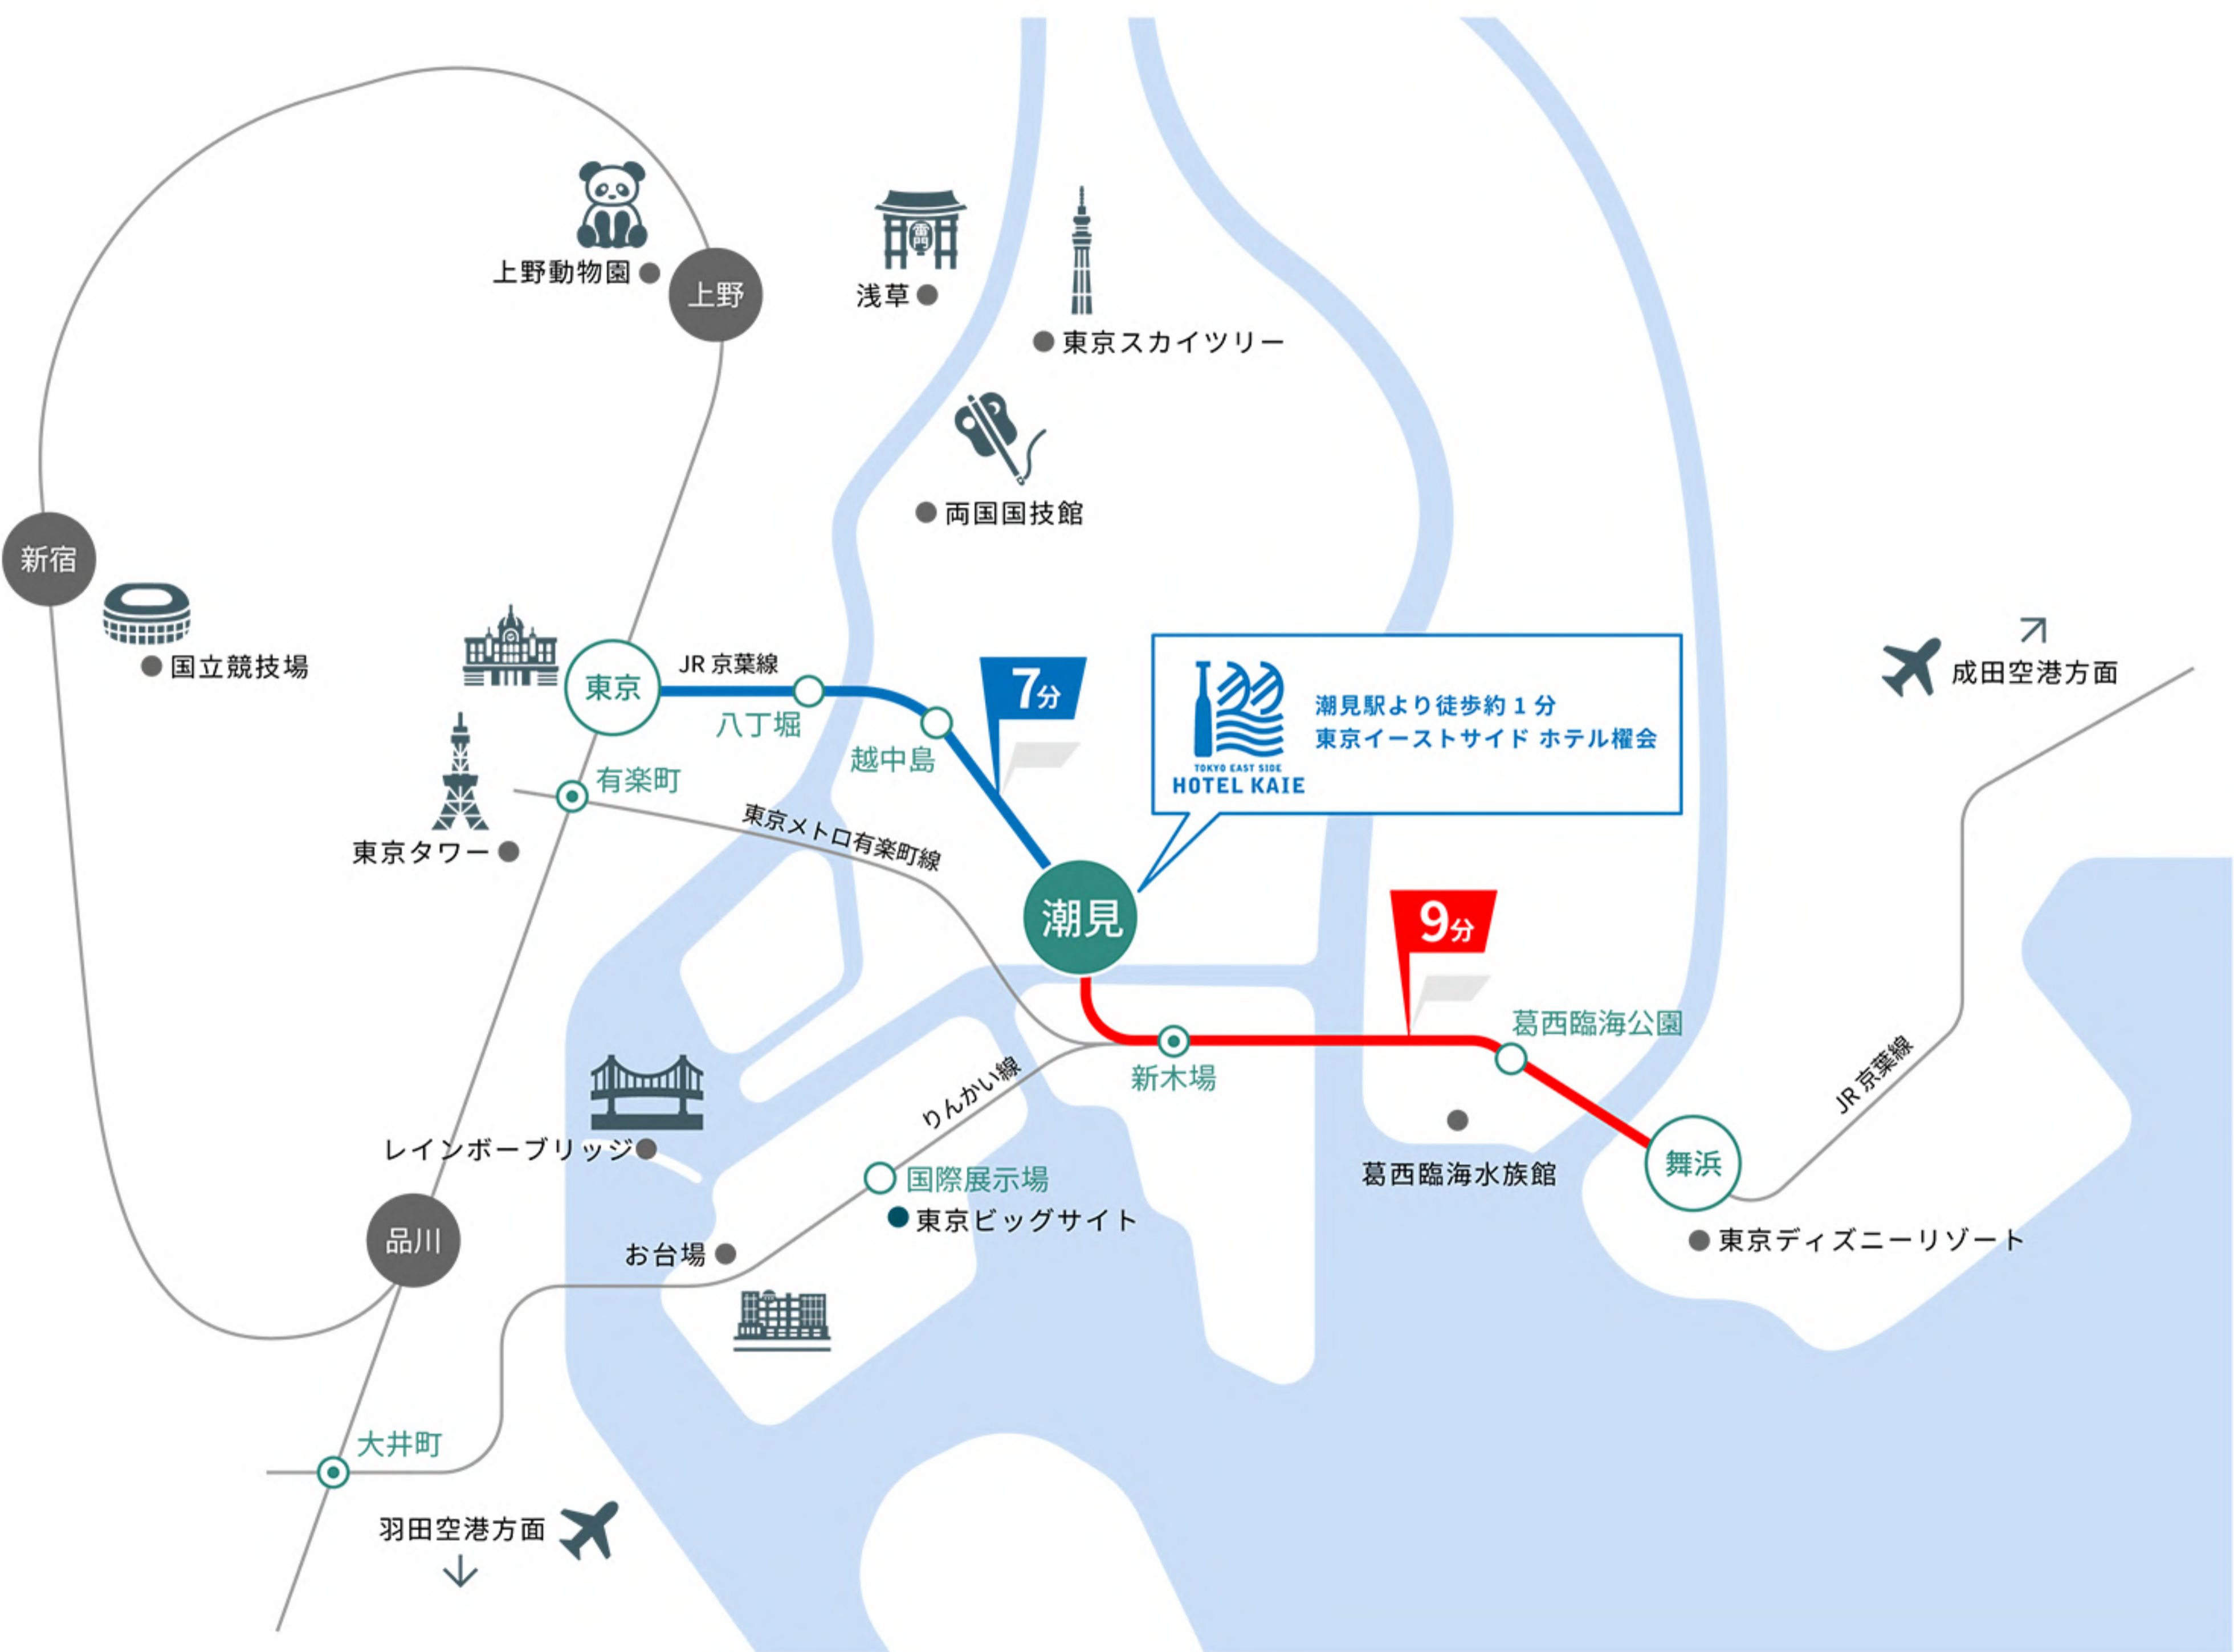 上野動物園
上野
雷門
浅草
東京スカイツリー
両国国技館
新宿
国立競技場
東京
JR 京葉線
八丁堀
越中島
7分
TOKYO EAST SIDE
HOTEL KAIE
潮見駅より徒歩約 1 分
東京イーストサイド ホテル櫂会
成田空港方面
有楽町
東京メトロ有楽町線
東京タワー
潮見
9分
葛西臨海公園
新木場
りんかい線
JR 京葉線
レインボーブリッジ
葛西臨海水族館
舞浜
国際展示場
東京ビッグサイト
品川
お台場
東京ディズニーリゾート
大井町
羽田空港方面